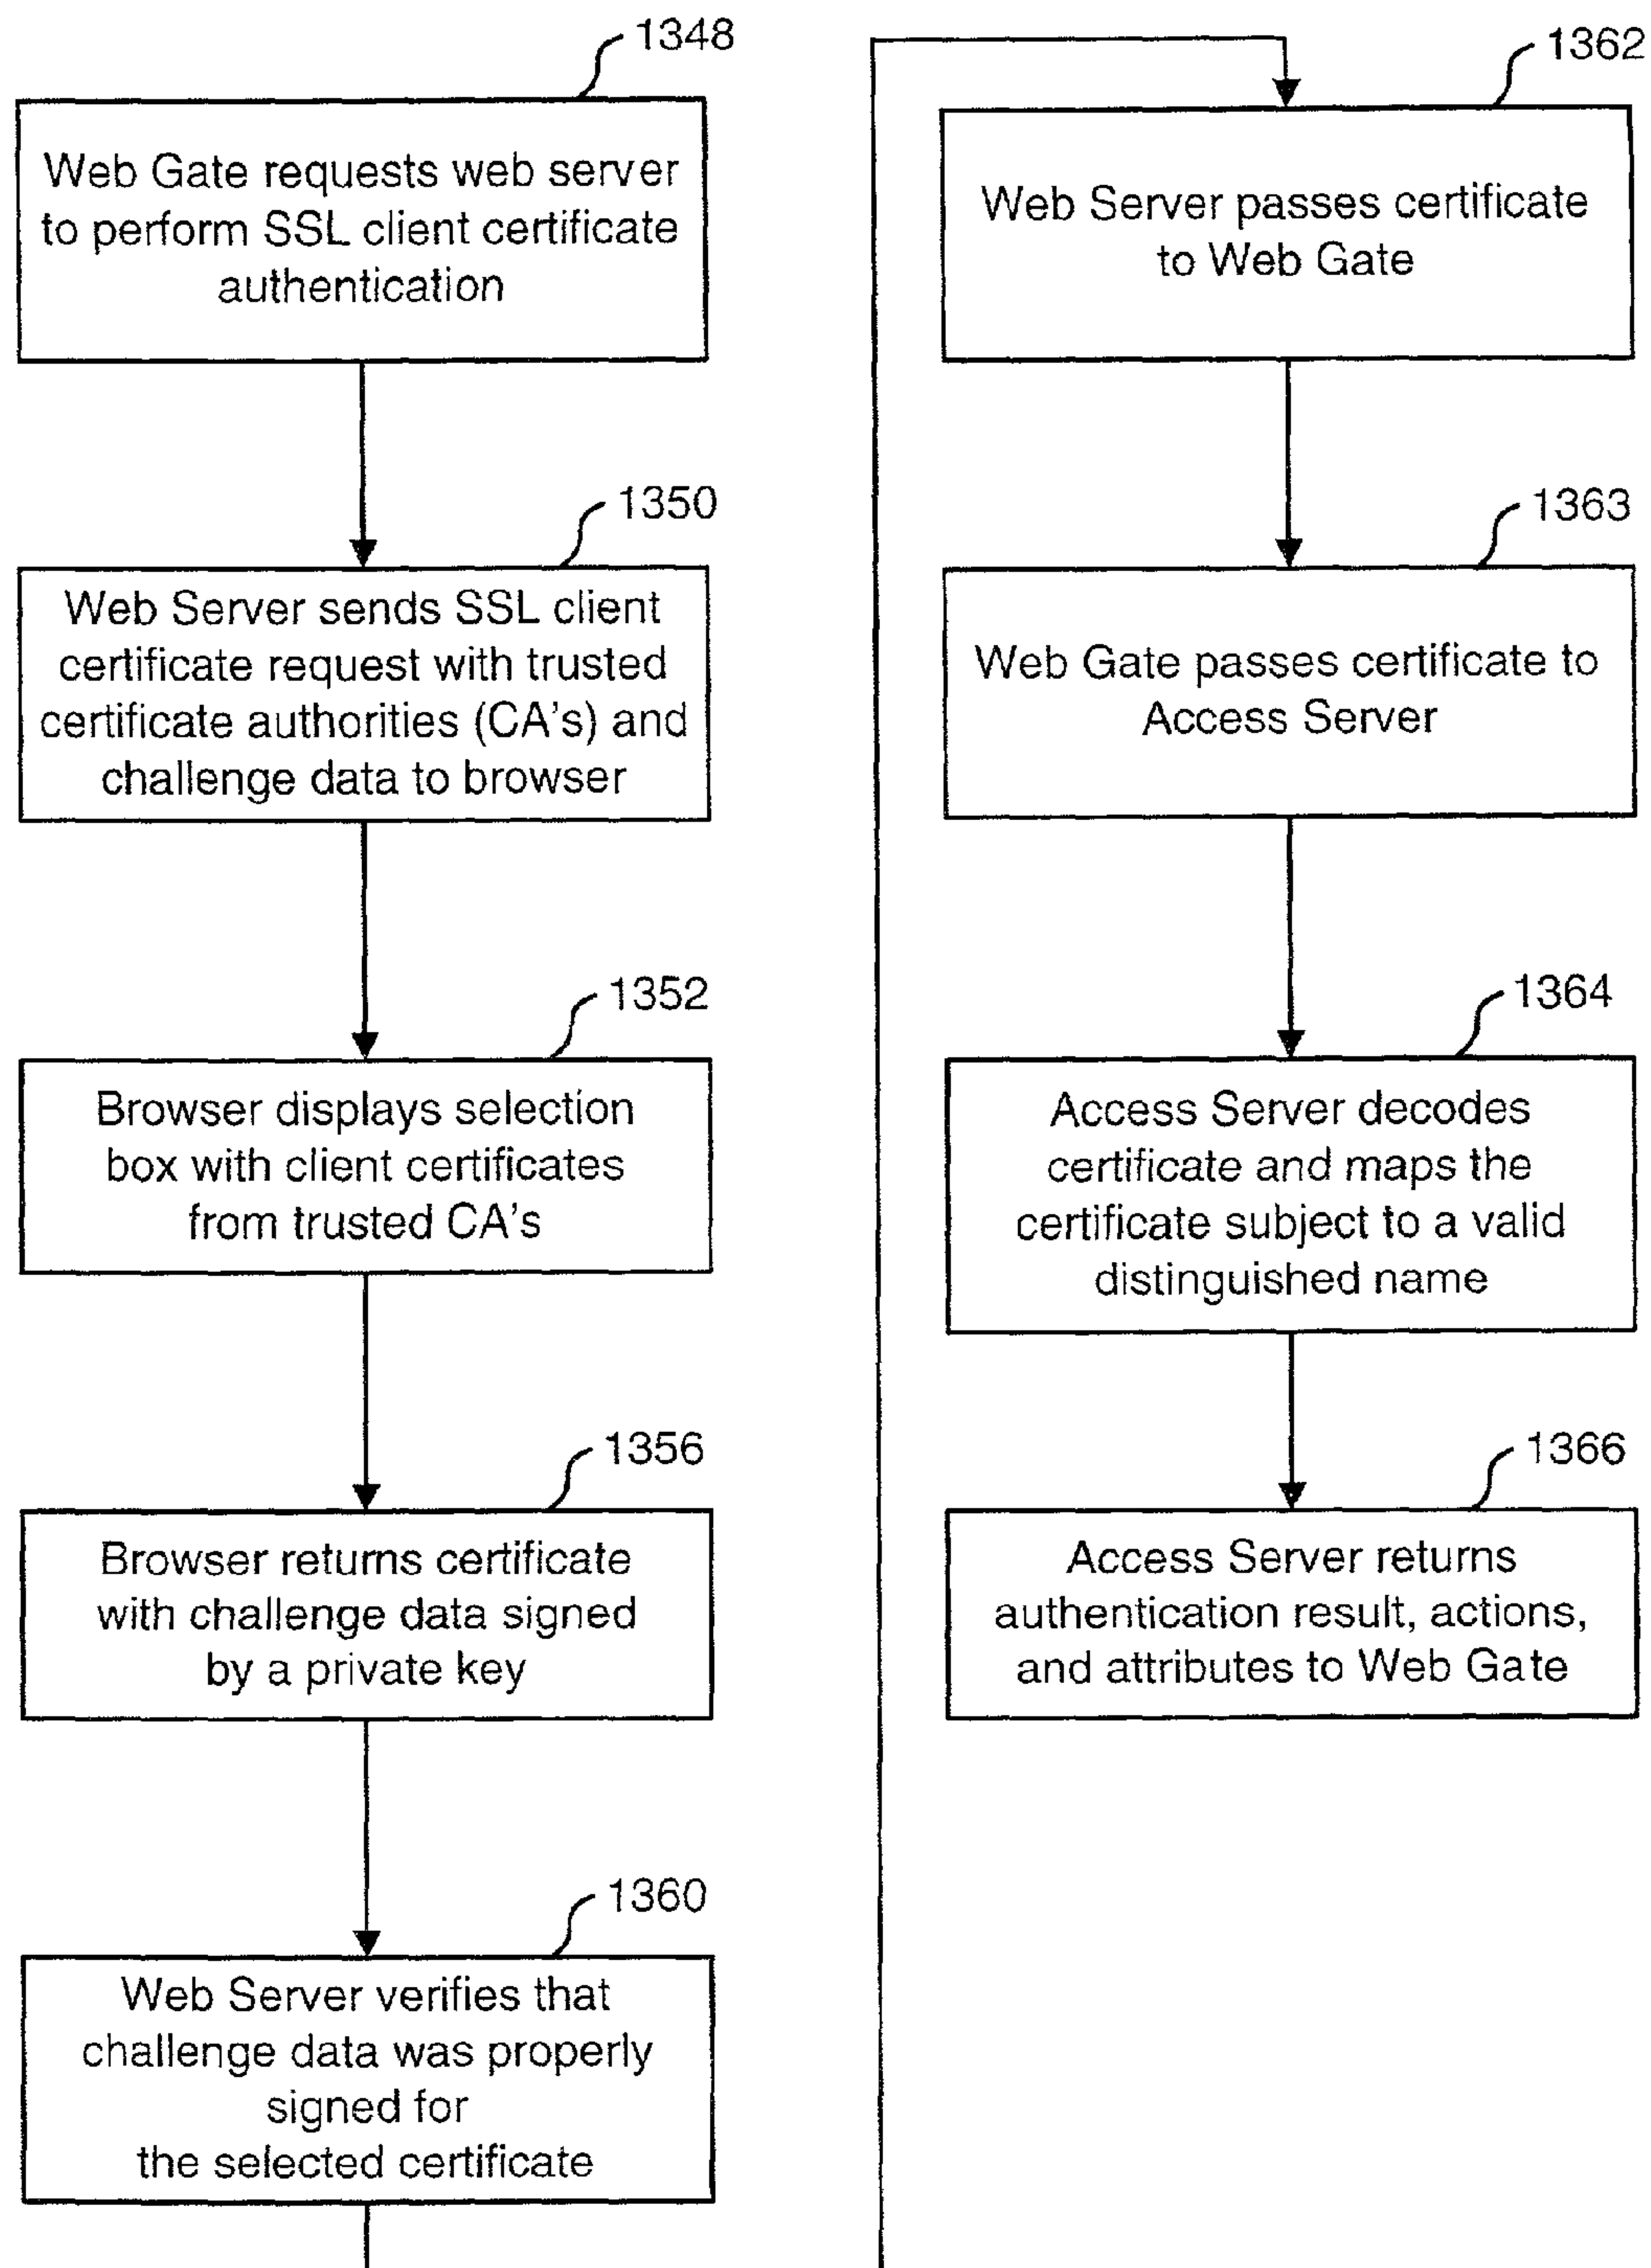 1348
Web Gate requests web server
to perform SSL client certificate
authentication
1350
Web Server sends SSL client
certificate request with trusted
certificate authorities (CA's) and
challenge data to browser
1352
Browser displays selection
box with client certificates
from trusted CA's
1356
Browser returns certificate
with challenge data signed
by a private key
1360
Web Server verifies that
challenge data was properly
signed for
the selected certificate
1362
Web Server passes certificate
to Web Gate
1363
Web Gate passes certificate to
Access Server
1364
Access Server decodes
certificate and maps the
certificate subject to a valid
distinguished name
1366
Access Server returns
authentication result, actions,
and attributes to Web Gate